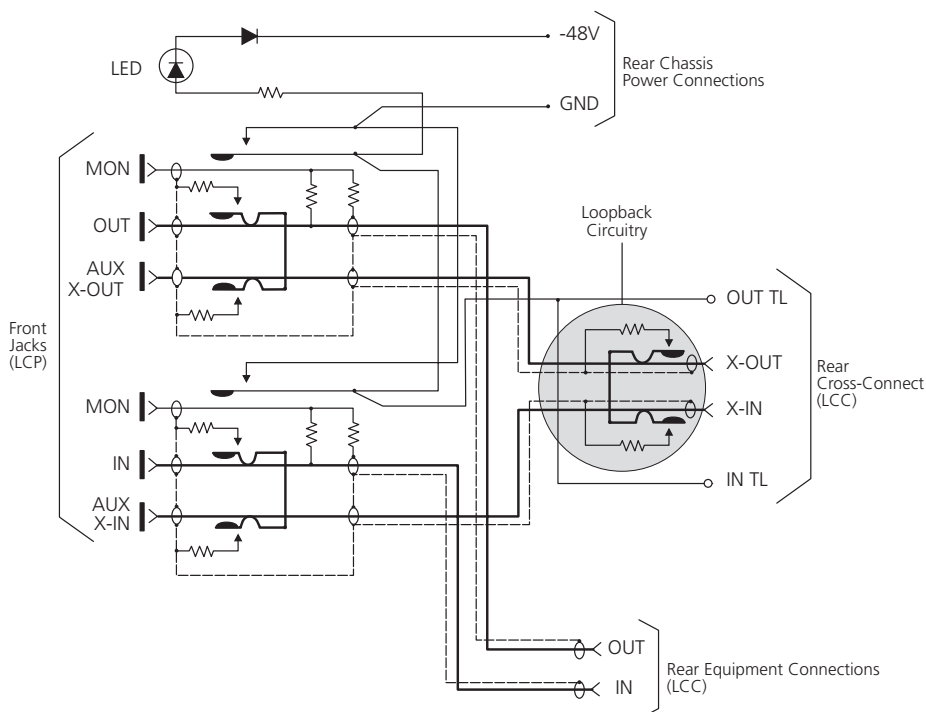 -48V
LED
Rear Chassis
Power Connections
GND
MON
OUT
AUX
X-OUT
Loopback
Circuitry
OUT TL
Front
Jacks
(LCP)
X-OUT
Rear
Cross-Connect
(LCC)
MON
X-IN
IN
IN TL
AUX
X-IN
OUT
Rear Equipment Connections
(LCC)
IN